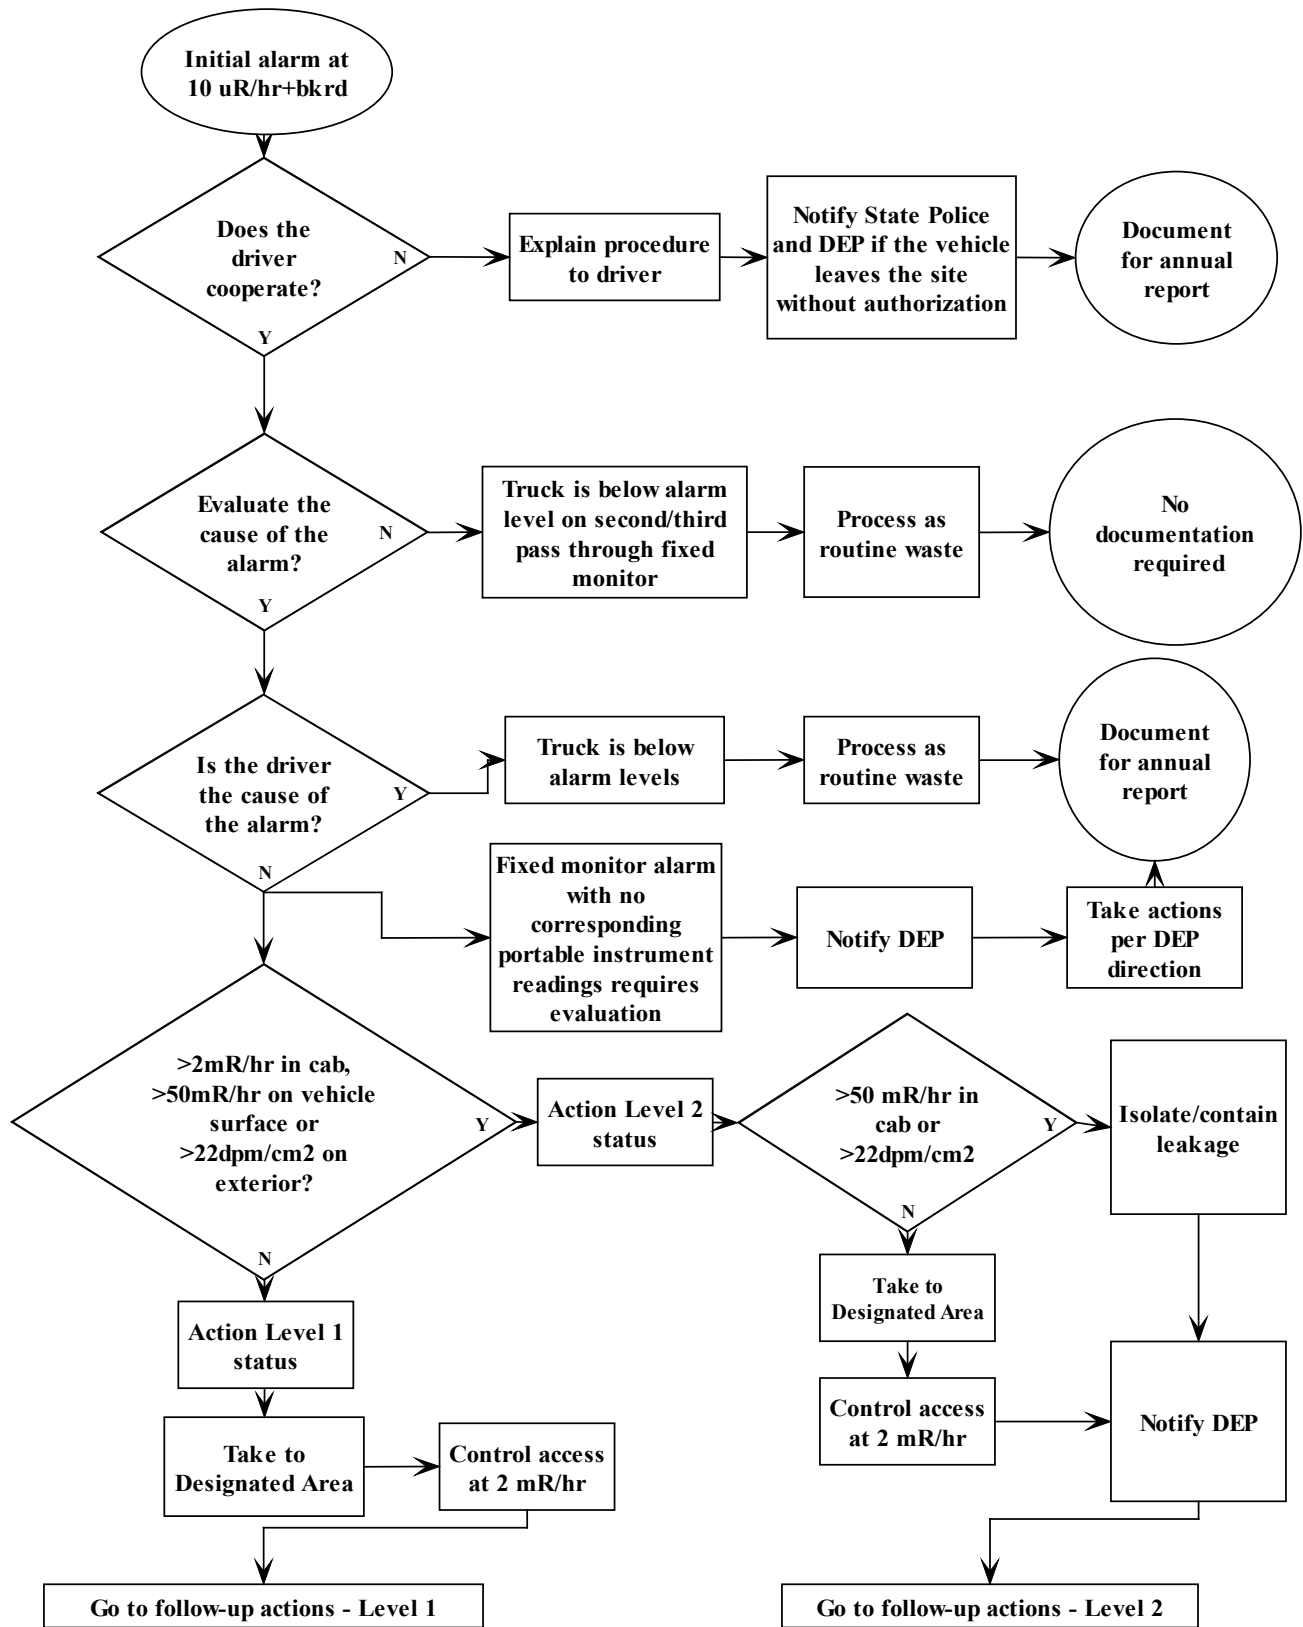 Initial alarm at
10 uR/hr+bkrd
Does the
driver
cooperate?
N
Y
Explain procedure
to driver
Notify State Police
and DEP if the vehicle
leaves the site
without authorization
Document
for annual
report
Evaluate the
cause of the
alarm?
N
Y
Truck is below alarm
level on second/third
pass through fixed
monitor
Process as
routine waste
No
documentation
required
Is the driver
the cause of
the alarm?
Y
N
Truck is below
alarm levels
Process as
routine waste
Document
for annual
report
Fixed monitor alarm
with no
corresponding
portable instrument
readings requires
evaluation
Notify DEP
Take actions
per DEP
direction
>2mR/hr in cab,
>50mR/hr on vehicle
surface or
>22dpm/cm2 on
exterior?
Y
N
Action Level 2
status
>50 mR/hr in
cab or
>22dpm/cm2
Y
N
Isolate/contain
leakage
Take to
Designated Area
Control access
at 2 mR/hr
Notify DEP
Action Level 1
status
Take to
Designated Area
Control access
at 2 mR/hr
Go to follow-up actions - Level 1
Go to follow-up actions - Level 2